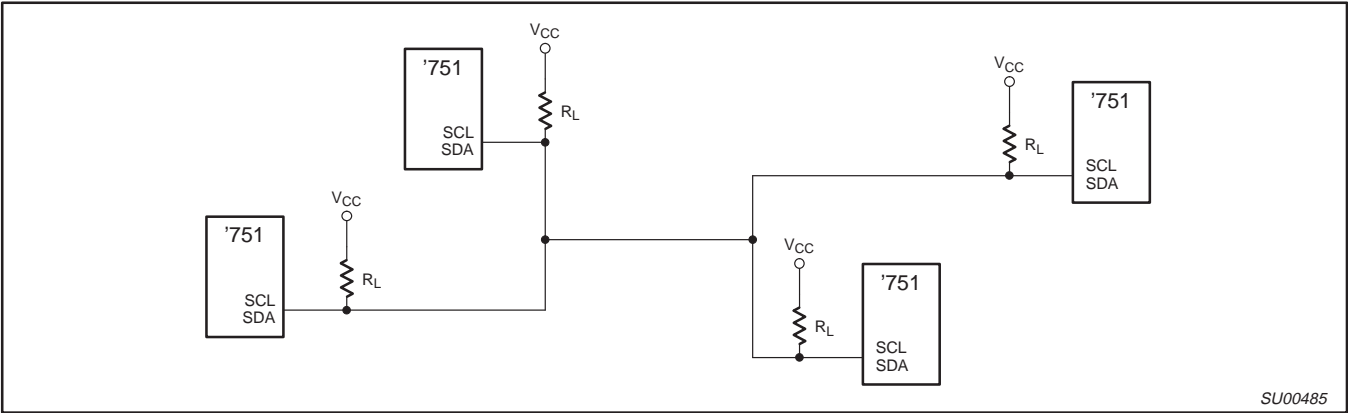 VCC
'751
RL
SCL
SDA
VCC
'751
RL
SCL
SDA
VCC
'751
RL
SCL
SDA
VCC
'751
RL
SCL
SDA
SU00485